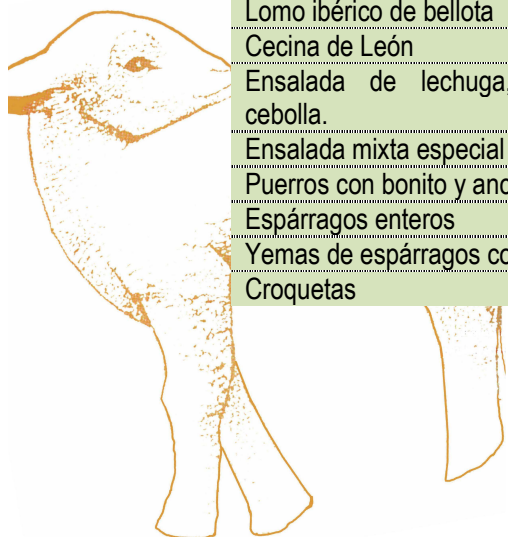 Lomo ibérico de bellota
Cecina de León
Ensalada de lechuga,
cebolla.
Ensalada mixta especial
Puerros con bonito y
Espárragos enteros
Yemas de espárragos
Croquetas